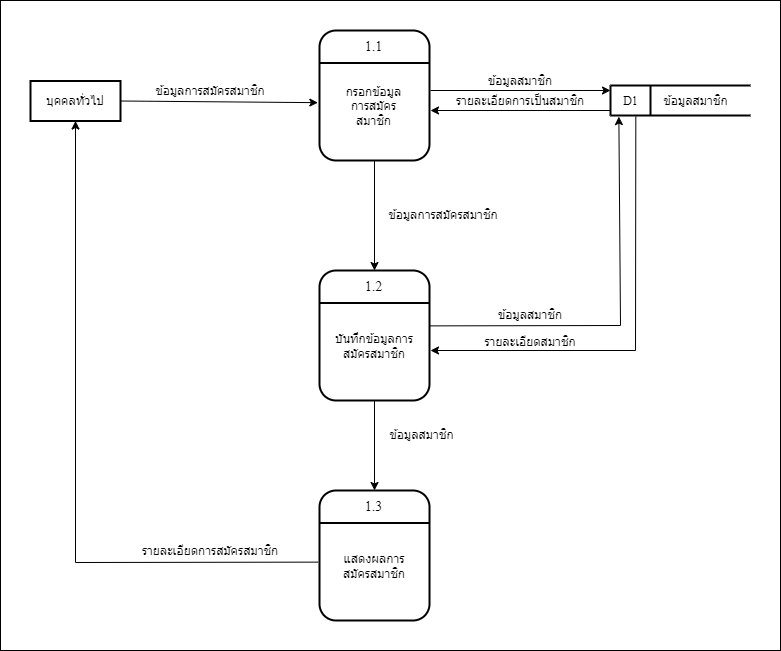 1.1
กรอกข้อมูล
การสมัคร
สมาชิก
บุคคลทั่วไป
ข้อมูลการสมัครสมาชิก
ข้อมูลสมาชิก
รายละเอียดการเป็นสมาชิก
D1
ข้อมูลสมาชิก
ข้อมูลการสมัครสมาชิก
1.2
บันทึกข้อมูลการ
สมัครสมาชิก
ข้อมูลสมาชิก
รายละเอียดสมาชิก
ข้อมูลสมาชิก
1.3
แสดงผลการ
สมัครสมาชิก
รายละเอียดการสมัครสมาชิก